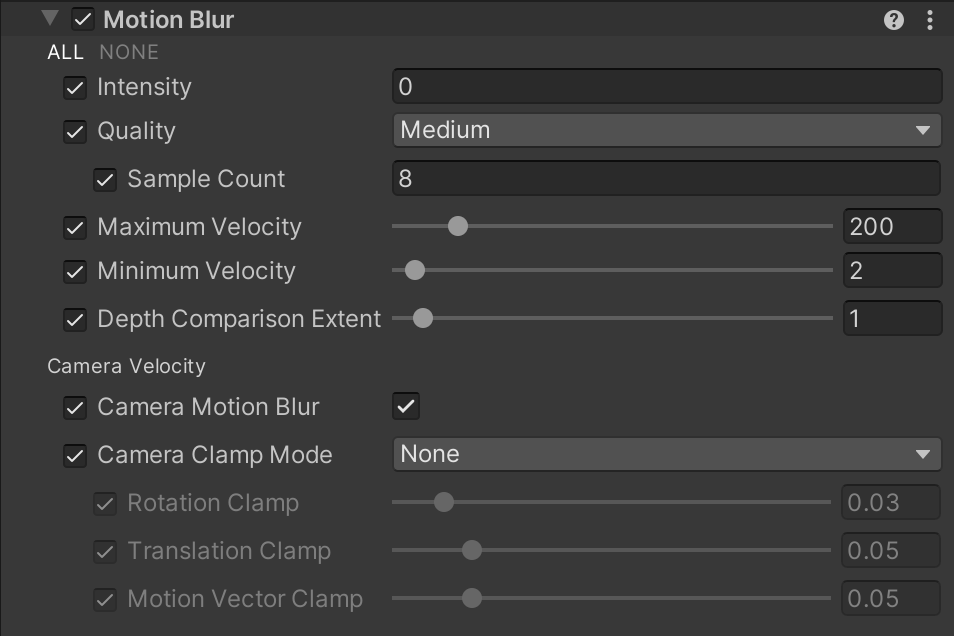 Motion Blur
ALL NONE
Intensity 0
Quality Medium
Sample Count 8
Maximum Velocity 200
Minimum Velocity 2
Depth Comparison Extent 1
Camera Velocity
Camera Motion Blur
Camera Clamp Mode None
Rotation Clamp 0.03
Translation Clamp 0.05
Motion Vector Clamp 0.05